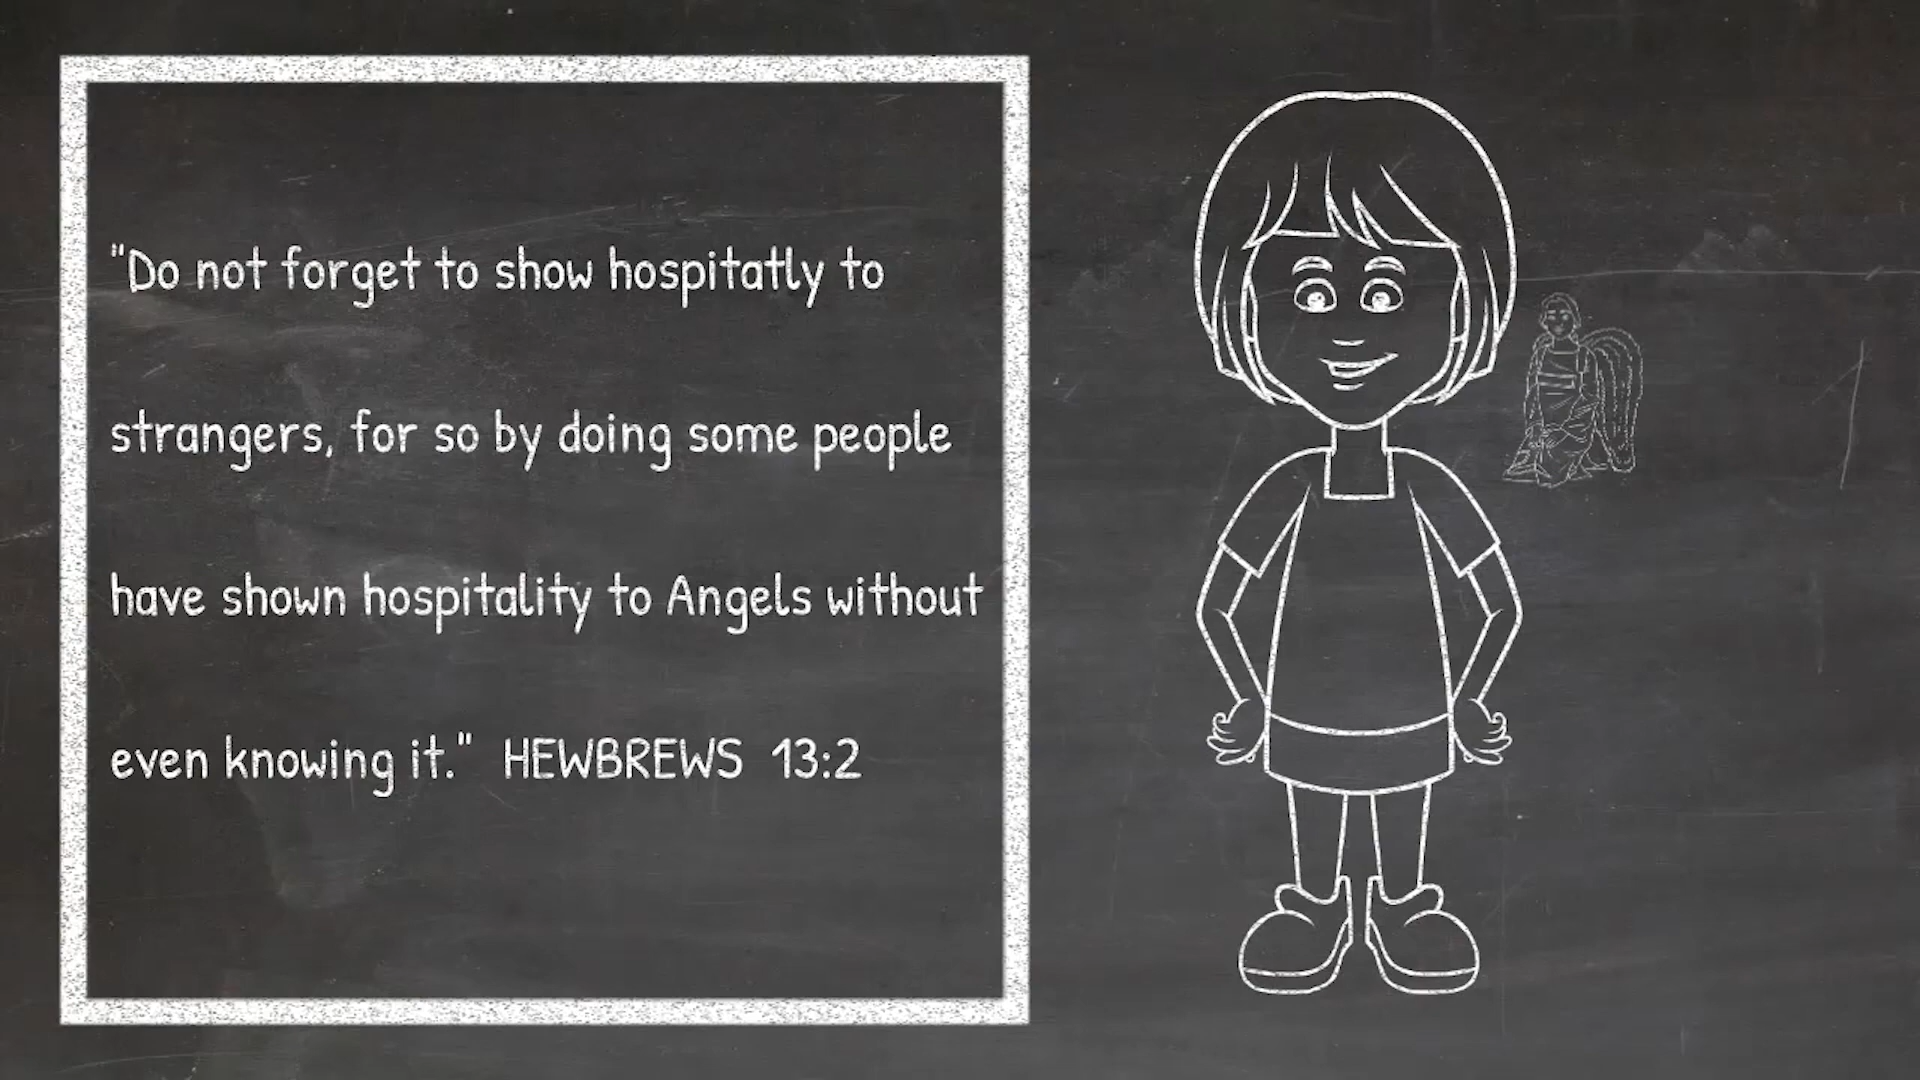 "Do not forget to show hospitatly to
strangers, for so by doing some people
have shown hospitality to Angels without
even knowing it." HEWBREWS 13:2